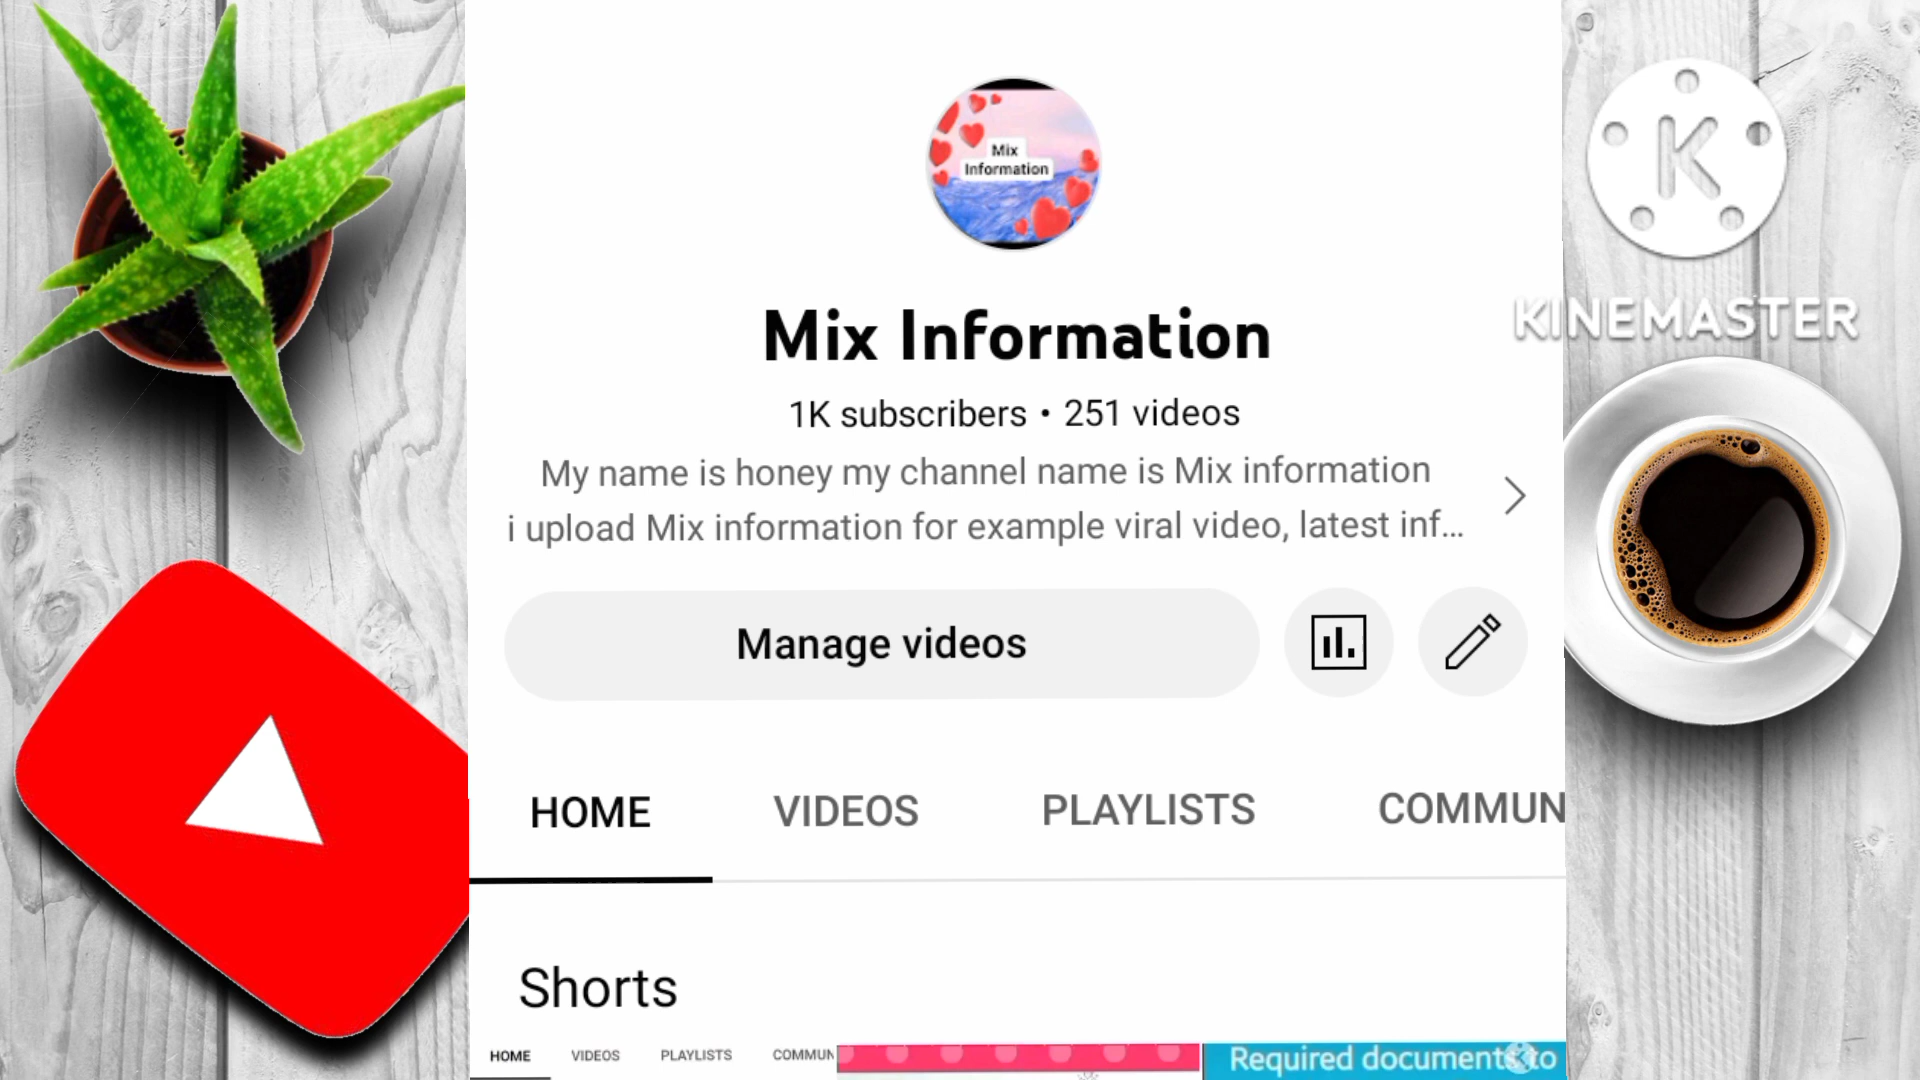 Mix
Information
KINEMASTER
Mix Information
1K subscribers • 251 videos
My name is honey my channel name is Mix information
i upload Mix information for example viral video, latest inf...
Manage videos
HOME VIDEOS PLAYLISTS COMMUN
Shorts
HOME VIDEOS PLAYLISTS COMMUN
Required documents to